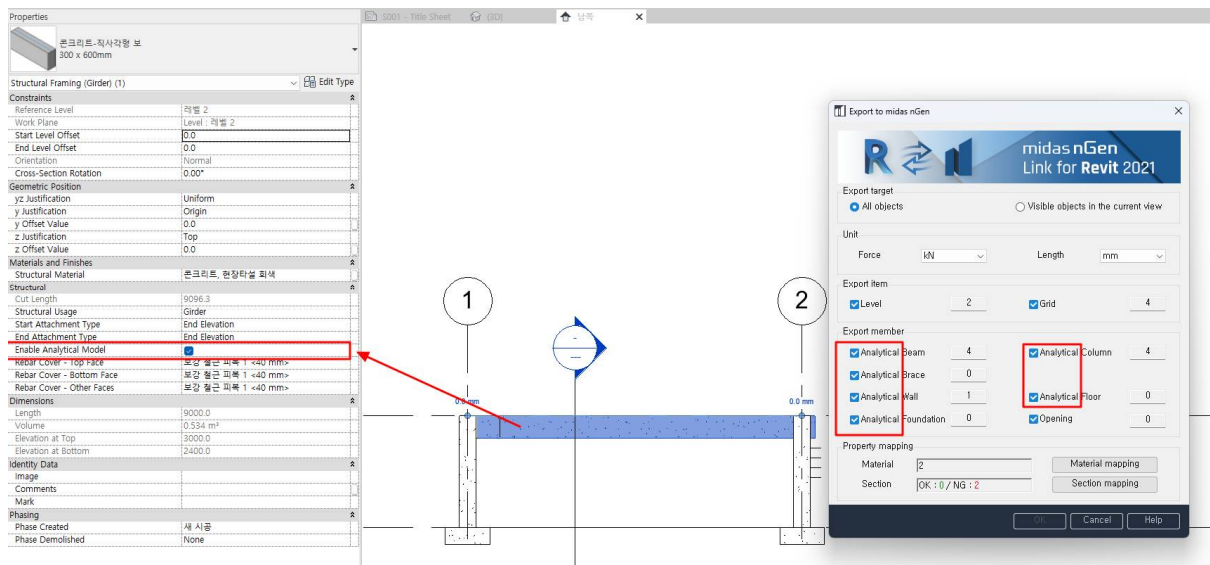 Properties
S001 - Title Sheet
{3D}
남쪽
콘크리트-직사각형 보
300 x 600mm
Structural Framing (Girder) (1)
Edit Type
Constraints
Reference Level 레벨 2
Work Plane Level : 레벨 2
Start Level Offset 0.0
End Level Offset 0.0
Orientation Normal
Cross-Section Rotation 0.00°
Geometric Position
yz Justification Uniform
y Justification Origin
y Offset Value 0.0
z Justification Top
z Offset Value 0.0
Materials and Finishes
Structural Material 콘크리트, 현장타설 회색
Structural
Cut Length 9096.3
Structural Usage Girder
Start Attachment Type End Elevation
End Attachment Type End Elevation
Enable Analytical Model
Rebar Cover - Top Face 보강 철근 피복 1 <40 mm>
Rebar Cover - Bottom Face 보강 철근 피복 1 <40 mm>
Rebar Cover - Other Faces 보강 철근 피복 1 <40 mm>
Dimensions
Length 9000.0
Volume 0.534 m³
Elevation at Top 3000.0
Elevation at Bottom 2400.0
Identity Data
Image
Comments
Mark
Phasing
Phase Created 새 시공
Phase Demolished None
1
2
0.0 mm
0.0 mm
Export to midas nGen
midas nGen
Link for Revit 2021
Export target
All objects
Visible objects in the current view
Unit
Force kN Length mm
Export item
Level 2 Grid 4
Export member
Analytical Beam 4 Analytical Column 4
Analytical Brace 0
Analytical Wall 1 Analytical Floor 0
Analytical Foundation 0 Opening 0
Property mapping
Material 2 Material mapping
Section OK : 0 / NG : 2 Section mapping
OK Cancel Help